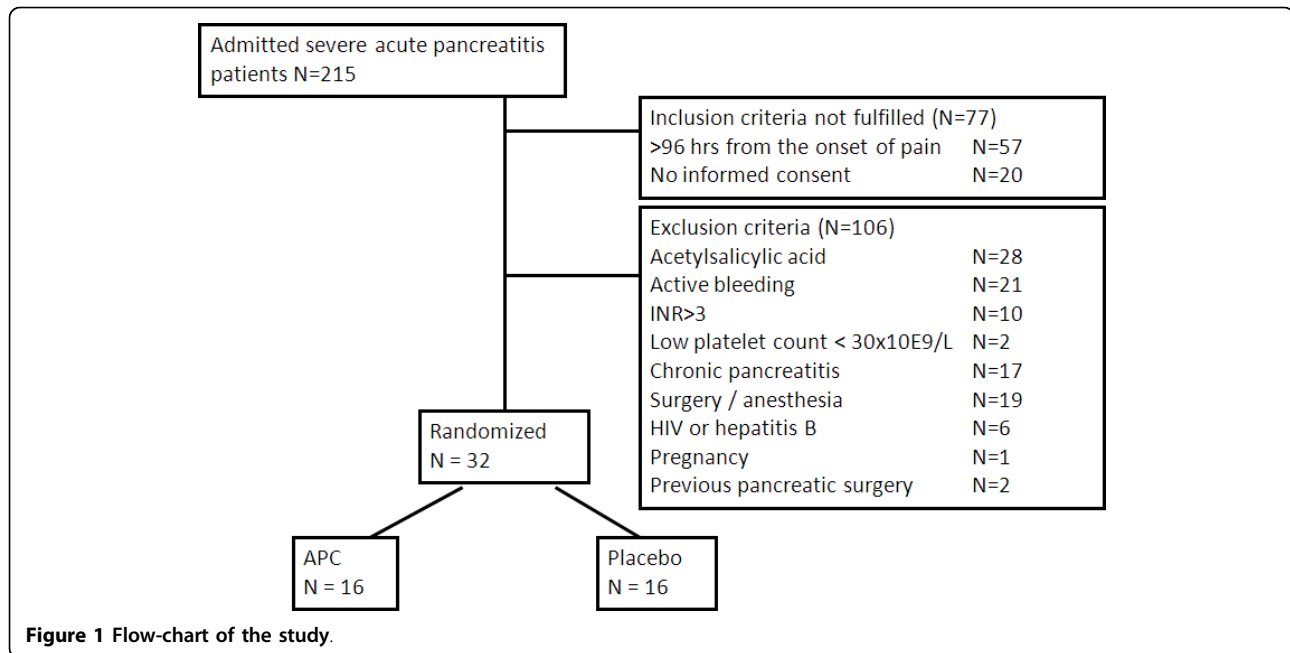 Admitted severe acute pancreatitis
patients N=215
Inclusion criteria not fulfilled (N=77)
>96 hrs from the onset of pain N=57
No informed consent N=20
Exclusion criteria (N=106)
Acetylsalicylic acid N=28
Active bleeding N=21
INR>3 N=10
Low platelet count < 30x10E9/L N=2
Chronic pancreatitis N=17
Surgery / anesthesia N=19
HIV or hepatitis B N=6
Pregnancy N=1
Previous pancreatic surgery N=2
Randomized
N = 32
APC
N = 16
Placebo
N = 16
Figure 1 Flow-chart of the study.